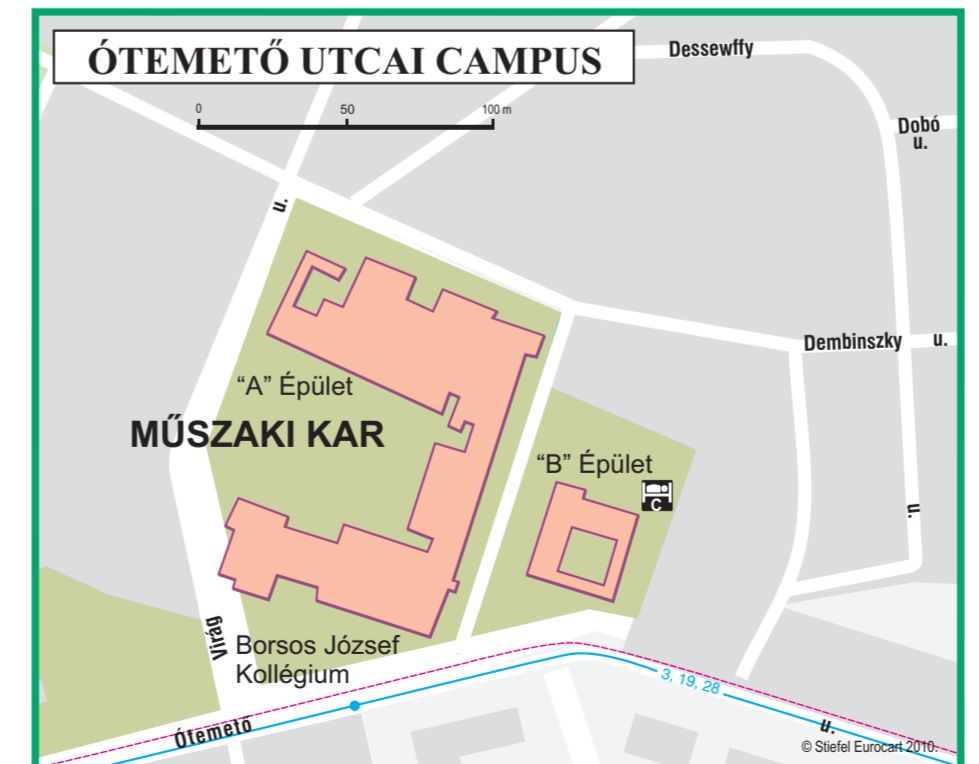 ÓTEMETŐ UTCAI CAMPUS
Dessewffy
0 50 100 m
Dobó
u.
u.
Dembinszky u.
“A” Épület
MŰSZAKI KAR
“B” Épület
C
u.
Virág
Borsos József
Kollégium
3, 19, 28
Ótemető
u.
© Stiefel Eurocart 2010.